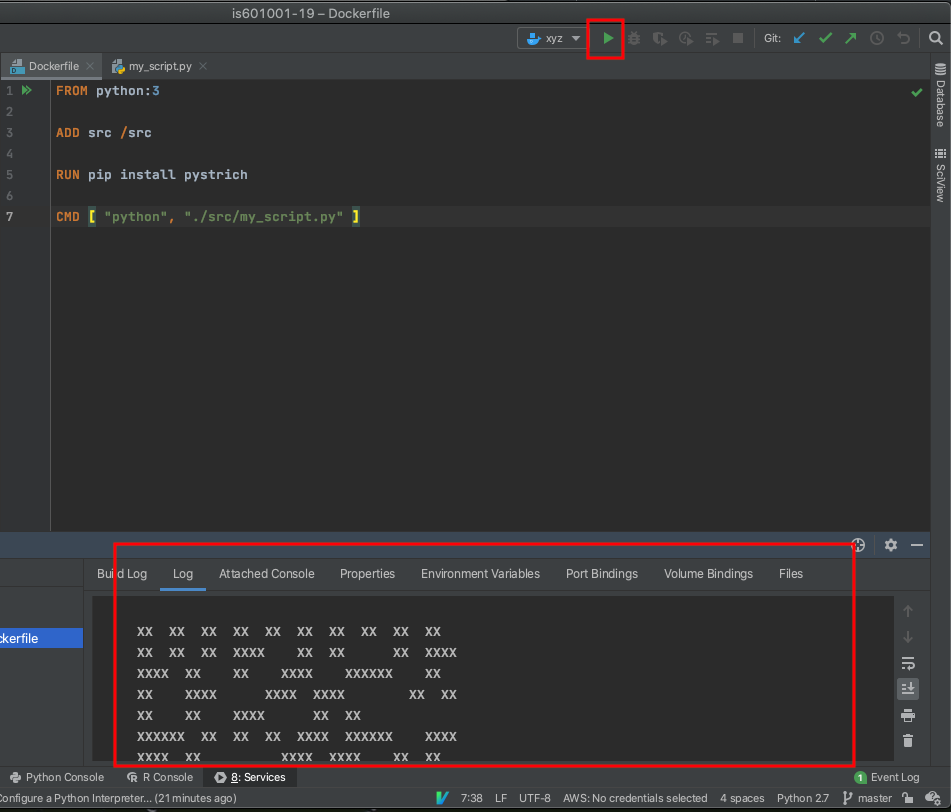 is601001-19 – Dockerfile
xyz Git:
Dockerfile my_script.py
1 FROM python:3
2
3 ADD src /src
4
5 RUN pip install pystrich
6
7 CMD [ "python", "./src/my_script.py" ]
Database
SciView
Build Log Log Attached Console Properties Environment Variables Port Bindings Volume Bindings Files
ckerfile
XX XX XX XX XX XX XX XX XX XX
XX XX XX XXXX XX XX XX XXXX
XXXX XX XX XXXX XXXXXX XX
XX XXXX XXXX XXXX XX XX
XX XX XXXX XX XX
XXXXXX XX XX XX XXXX XXXXXX XXXX
XXXX XX XXXX XXXX XX XX
Python Console R Console 8: Services 1 Event Log
Configure a Python Interpreter... (21 minutes ago) 7:38 LF UTF-8 AWS: No credentials selected 4 spaces Python 2.7 master